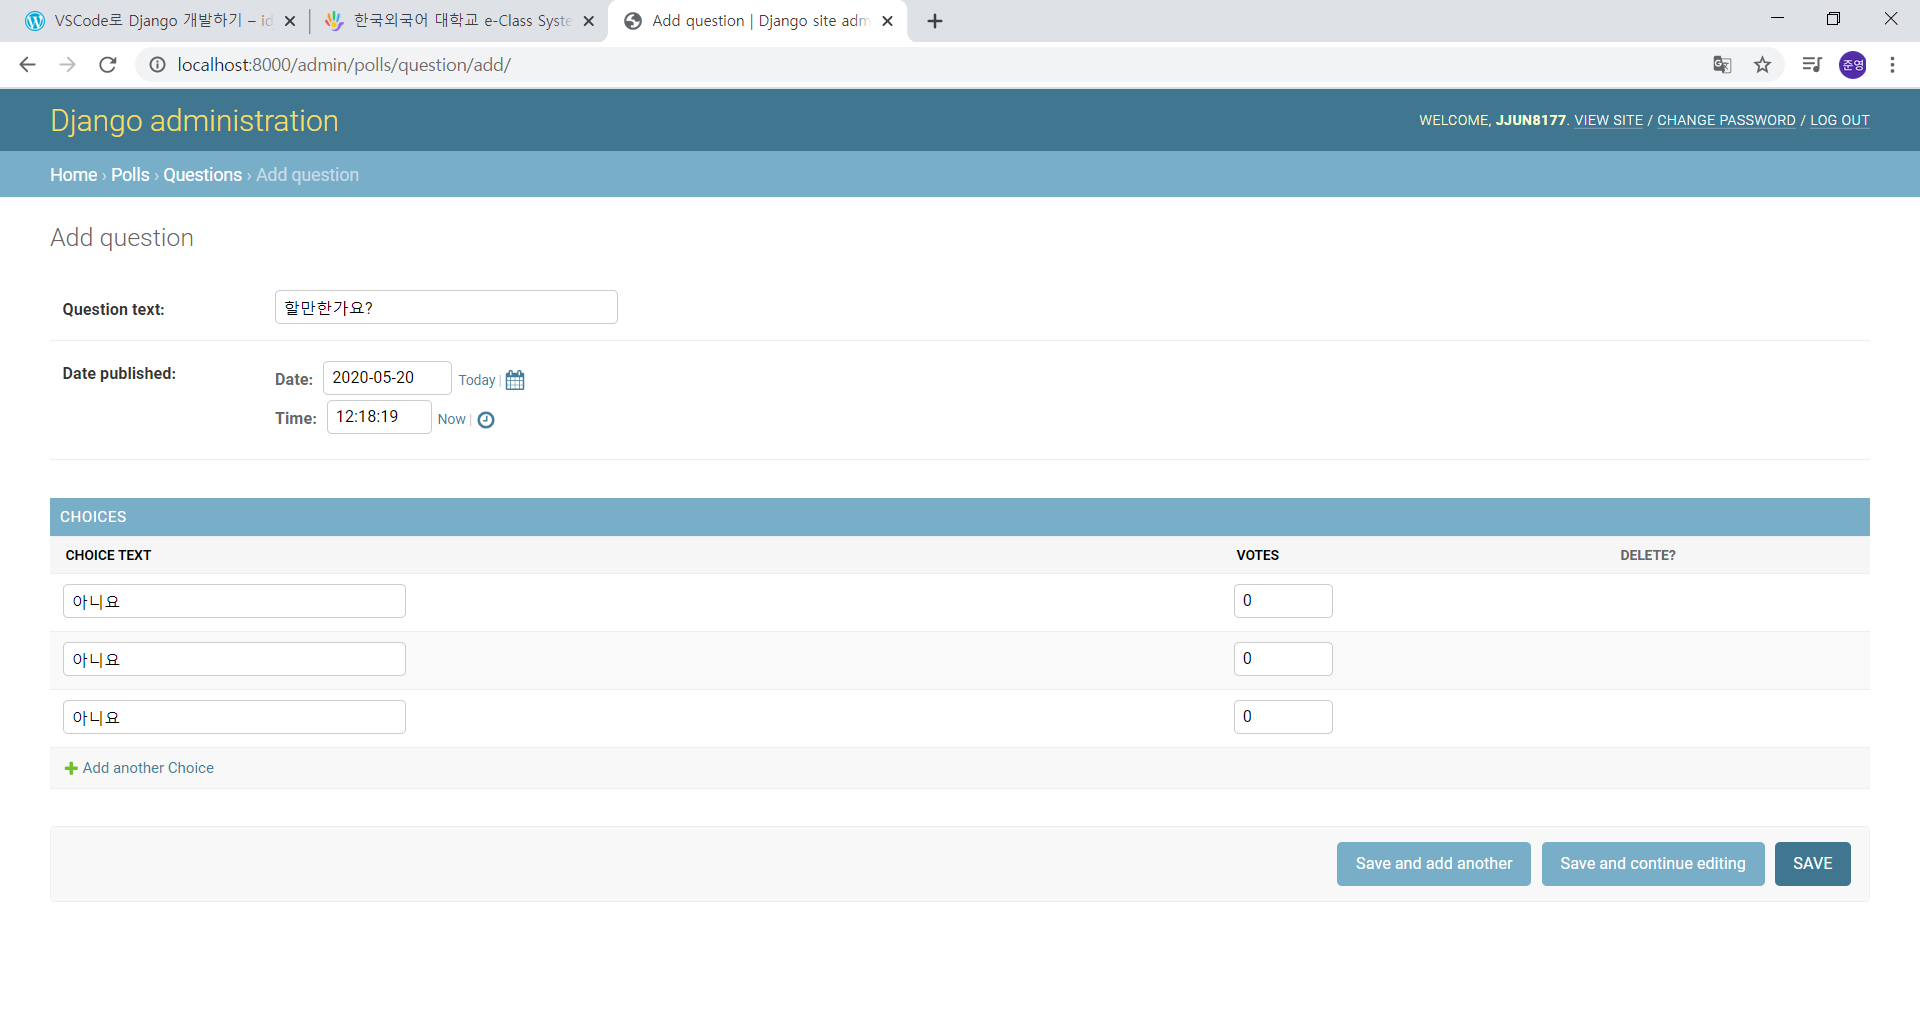 VSCode로 Django 개발하기 – id
한국외국어 대학교 e-Class Syste
Add question | Django site adm
localhost:8000/admin/polls/question/add/
준영
Django administration
WELCOME, JJUN8177. VIEW SITE / CHANGE PASSWORD / LOG OUT
Home › Polls › Questions › Add question
Add question
Question text: 할만한가요?
Date published:
Date: 2020-05-20 Today |
Time: 12:18:19 Now |
CHOICES
CHOICE TEXT VOTES DELETE?
아니요 0
아니요 0
아니요 0
Add another Choice
Save and add another Save and continue editing SAVE